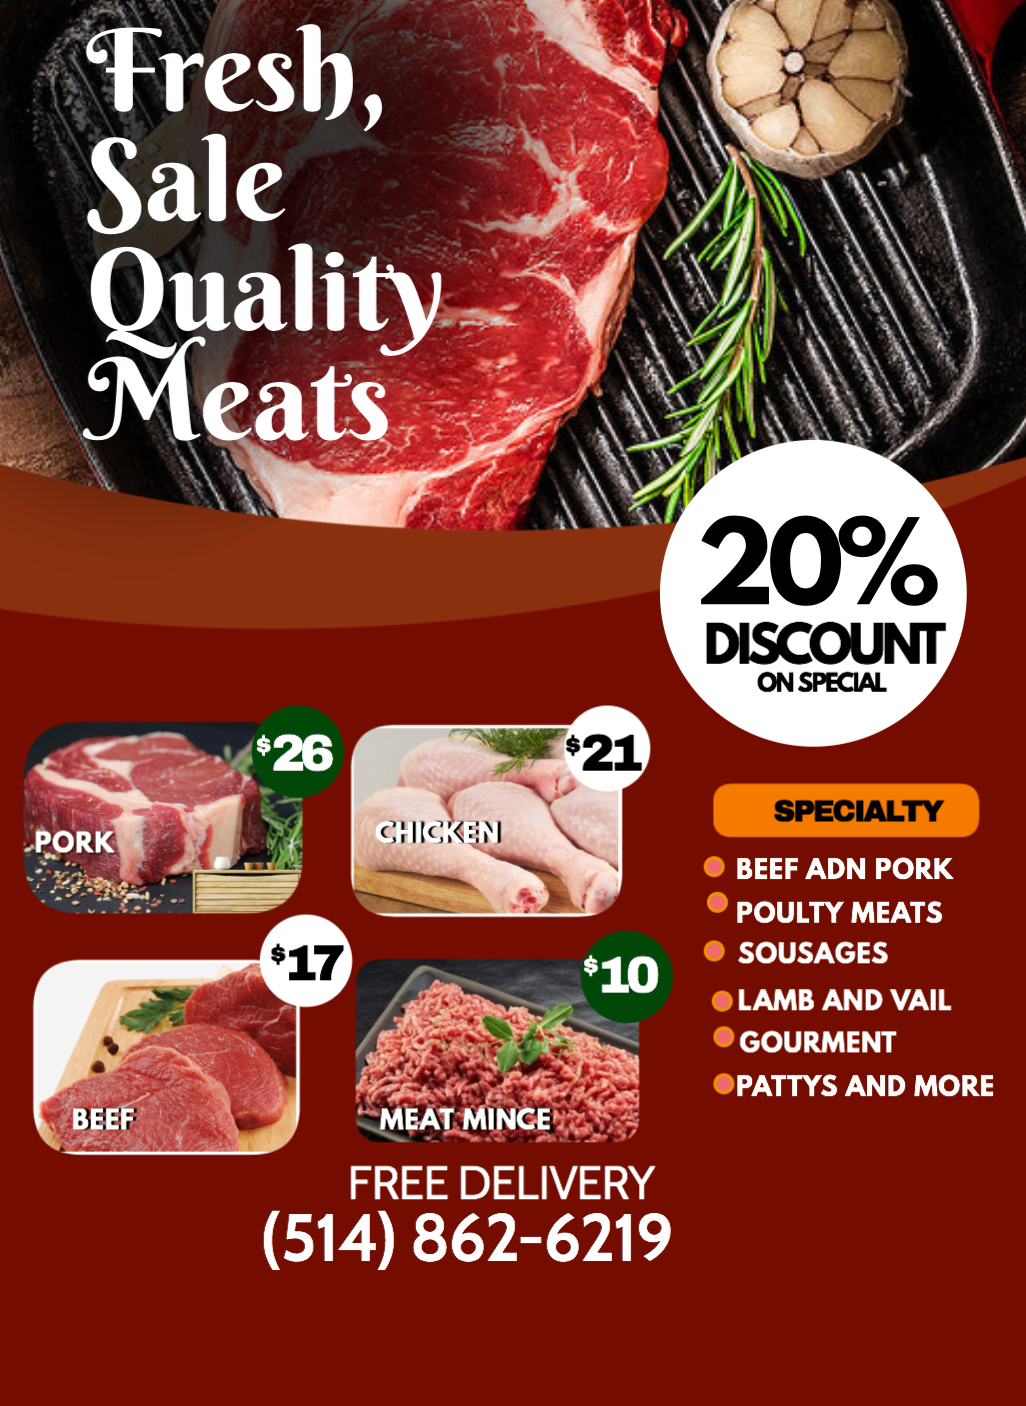 Fresh,
Sale
Quality
Meats
20%
DISCOUNT
ON SPECIAL
$26
PORK
$21
CHICKEN
$17
BEEF
$10
MEAT MINCE
SPECIALTY
BEEF ADN PORK
POULTY MEATS
SOUSAGES
LAMB AND VAIL
GOURMENT
PATTYS AND MORE
FREE DELIVERY
(514) 862-6219